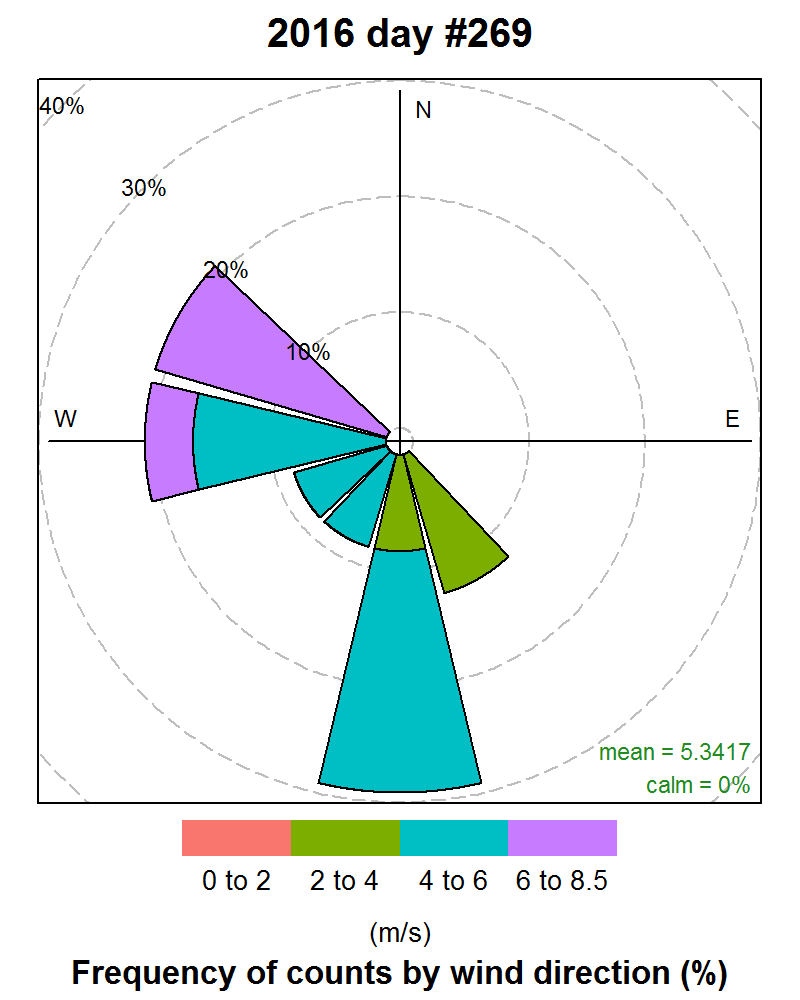 2016 day #269
40%
N
30%
20%
10%
W
E
mean = 5.3417
calm = 0%
0 to 2 2 to 4 4 to 6 6 to 8.5
(m/s)
Frequency of counts by wind direction (%)